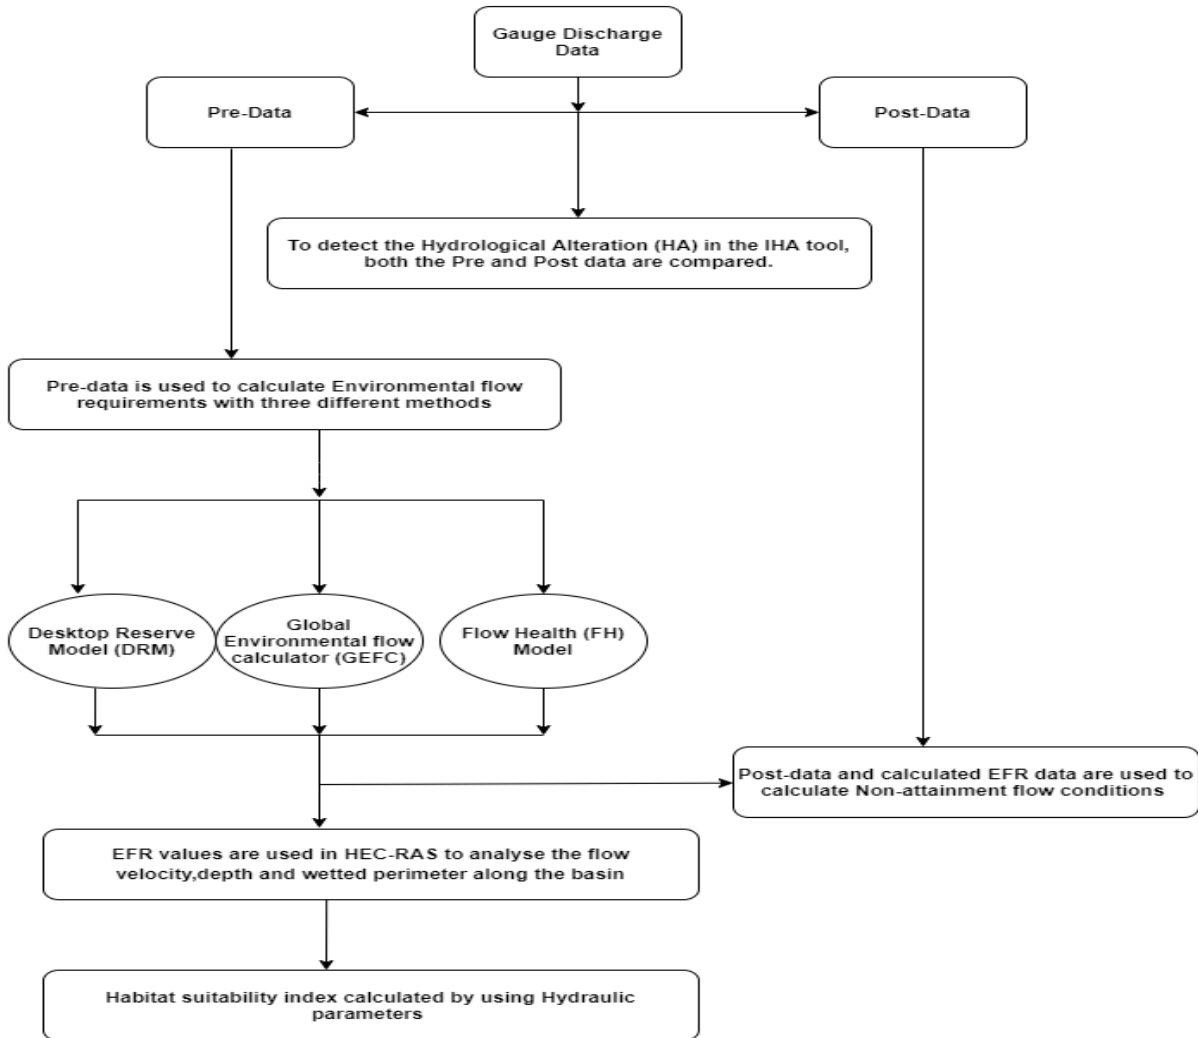 Gauge Discharge
Data
Pre-Data
Post-Data
To detect the Hydrological Alteration (HA) in the IHA tool,
both the Pre and Post data are compared.
Pre-data is used to calculate Environmental flow
requirements with three different methods
Desktop Reserve
Model (DRM)
Global
Environmental flow
calculator (GEFC)
Flow Health (FH)
Model
Post-data and calculated EFR data are used to
calculate Non-attainment flow conditions
EFR values are used in HEC-RAS to analyse the flow
velocity,depth and wetted perimeter along the basin
Habitat suitability index calculated by using Hydraulic
parameters